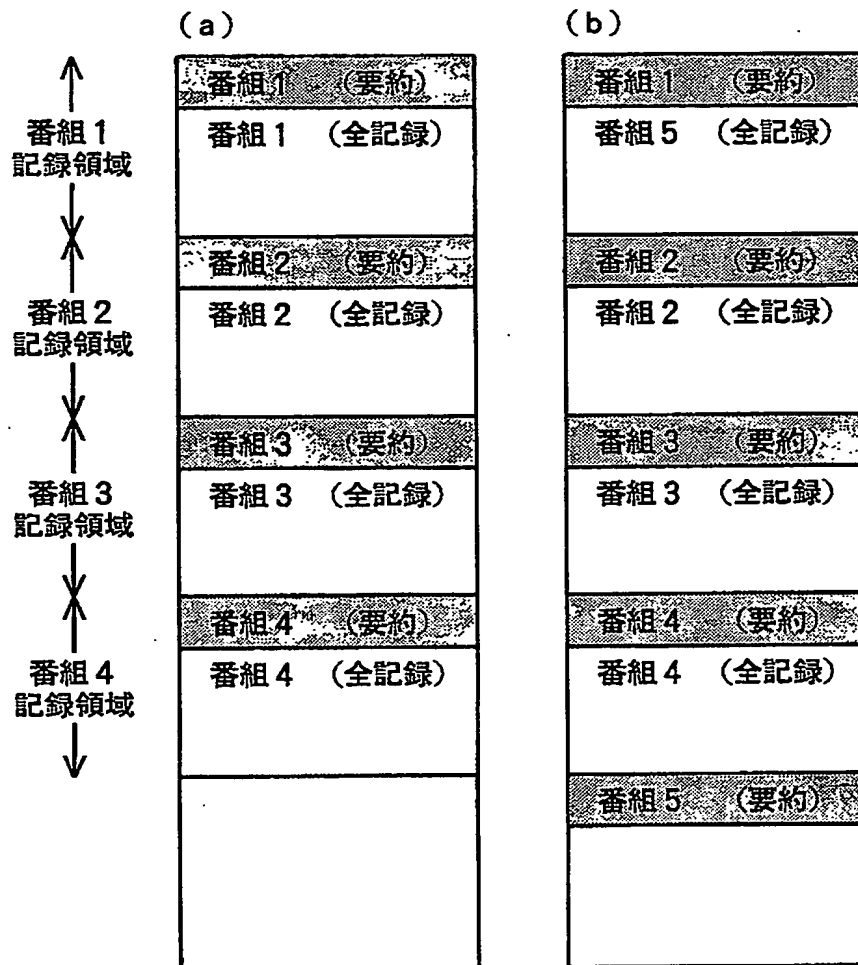 (a)
番組1 (要約)
番組1 (全記録)
番組2 (要約)
番組2 (全記録)
番組3 (要約)
番組3 (全記録)
番組4 (要約)
番組4 (全記録)
(b)
番組1 (要約)
番組5 (全記録)
番組2 (要約)
番組2 (全記録)
番組3 (要約)
番組3 (全記録)
番組4 (要約)
番組4 (全記録)
番組5 (要約)
番組1
記録領域
番組2
記録領域
番組3
記録領域
番組4
記録領域